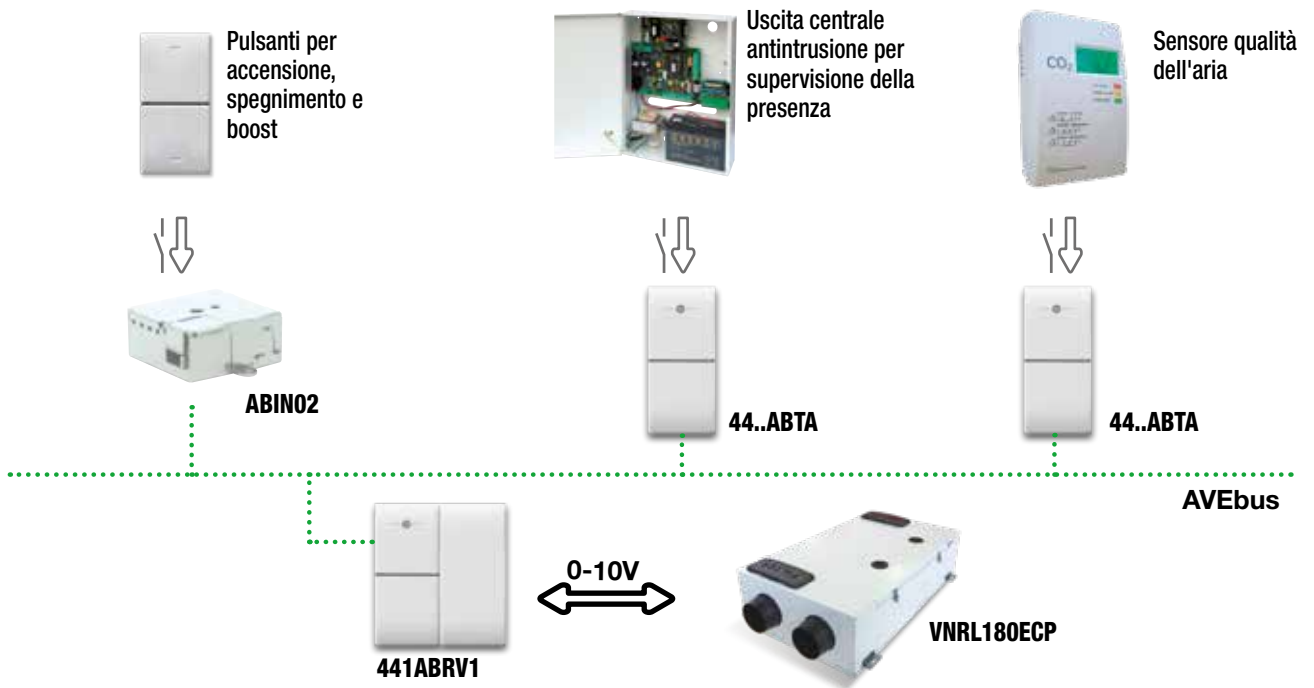 Pulsanti per
accensione,
spegnimento e
boost
Uscita centrale
antintrusione per
supervisione della
presenza
CO₂
Sensore qualità
dell'aria
ABIN02
44..ABTA
44..ABTA
AVEbus
0-10V
441ABRV1
VNRL180ECP